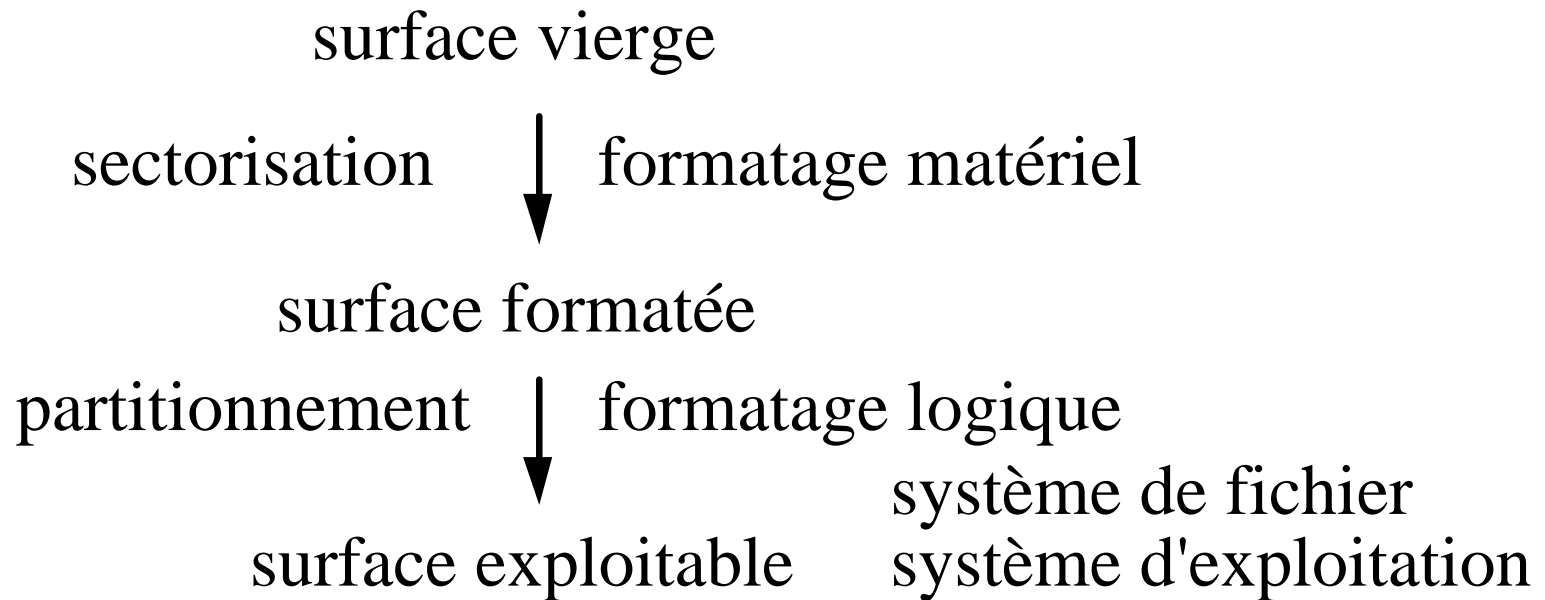 surface vierge
sectorisation formatage matériel
surface formatée
partitionnement formatage logique
système de fichier
surface exploitable système d'exploitation